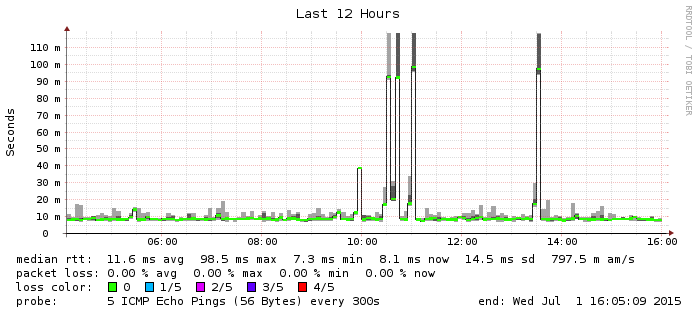 Last 12 Hours
RRDTOOL / TOBI OETIKER
Seconds
110 m
100 m
90 m
80 m
70 m
60 m
50 m
40 m
30 m
20 m
10 m
0
06:00 08:00 10:00 12:00 14:00 16:00
median rtt: 11.6 ms avg 98.5 ms max 7.3 ms min 8.1 ms now 14.5 ms sd 797.5 m am/s
packet loss: 0.00 % avg 0.00 % max 0.00 % min 0.00 % now
loss color: 0 1/5 2/5 3/5 4/5
probe: 5 ICMP Echo Pings (56 Bytes) every 300s end: Wed Jul 1 16:05:09 2015